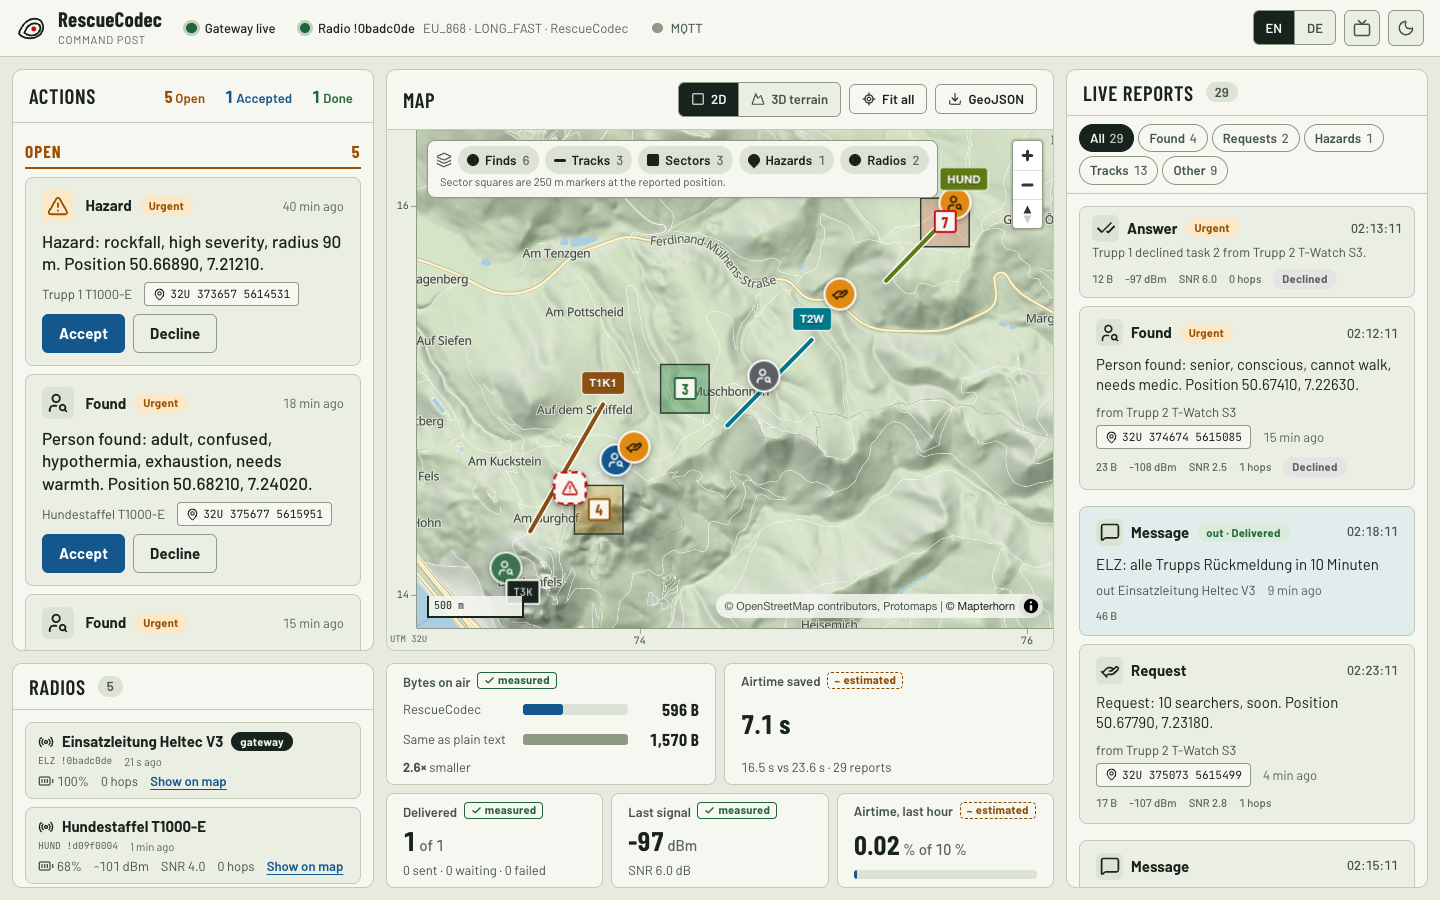 RescueCodec
COMMAND POST
Gateway live
Radio !0badc0de EU_868 · LONG_FAST · RescueCodec
MQTT
EN DE
ACTIONS
5 Open 1 Accepted 1 Done
OPEN 5
Hazard Urgent 40 min ago
Hazard: rockfall, high severity, radius 90
m. Position 50.66890, 7.21210.
Trupp 1 T1000-E 32U 373657 5614531
Accept Decline
Found Urgent 18 min ago
Person found: adult, confused,
hypothermia, exhaustion, needs
warmth. Position 50.68210, 7.24020.
Hundestaffel T1000-E 32U 375677 5615951
Accept Decline
Found Urgent 15 min ago
RADIOS 5
Einsatzleitung Heltec V3 gateway
ELZ !0badc0de 21 s ago
100% 0 hops Show on map
Hundestaffel T1000-E
HUND !d09f0004 1 min ago
68% -101 dBm SNR 4.0 0 hops Show on map
MAP
2D 3D terrain Fit all GeoJSON
Finds 6 Tracks 3 Sectors 3 Hazards 1 Radios 2
Sector squares are 250 m markers at the reported position.
HUND
7
16
Am Tenzgen
Ferdinand-Mülhens-Straße
agenberg
Am Pottscheid
T2W
Marg
Auf Siefen
T1K1
3
Auf dem
berg
Am Kuckstein
Fels
4
Hohn
T3K
14
500 m
© OpenStreetMap contributors, Protomaps | © Mapterhorn
Heisemich
UTM 32U 74 76
Bytes on air measured
RescueCodec 596 B
Same as plain text 1,570 B
2.6× smaller
Airtime saved ~ estimated
7.1 s
16.5 s vs 23.6 s · 29 reports
Delivered measured
1 of 1
0 sent · 0 waiting · 0 failed
Last signal measured
-97 dBm
SNR 6.0 dB
Airtime, last hour ~ estimated
0.02 % of 10 %
LIVE REPORTS 29
All 29 Found 4 Requests 2 Hazards 1
Tracks 13 Other 9
Answer Urgent 02:13:11
Trupp 1 declined task 2 from Trupp 2 T-Watch S3.
12 B -97 dBm SNR 6.0 0 hops Declined
Found Urgent 02:12:11
Person found: senior, conscious, cannot walk,
needs medic. Position 50.67410, 7.22630.
from Trupp 2 T-Watch S3
32U 374674 5615085 15 min ago
23 B -108 dBm SNR 2.5 1 hops Declined
Message out · Delivered 02:18:11
ELZ: alle Trupps Rückmeldung in 10 Minuten
out Einsatzleitung Heltec V3 9 min ago
46 B
Request 02:23:11
Request: 10 searchers, soon. Position
50.67790, 7.23180.
from Trupp 2 T-Watch S3
32U 375073 5615499 4 min ago
17 B -107 dBm SNR 2.8 1 hops
Message 02:15:11